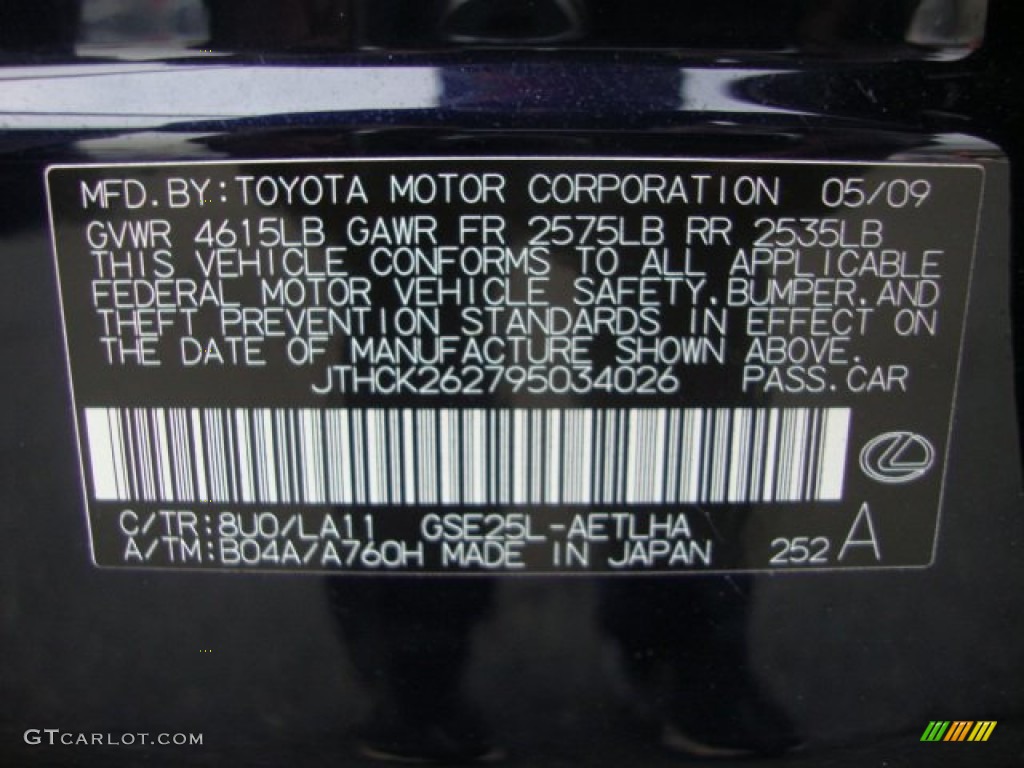 MFD. BY: TOYOTA MOTOR CORPORATION 05/09
GVWR 4615LB GAWR FR 2575LB RR 2535LB
THIS VEHICLE CONFORMS TO ALL APPLICABLE
FEDERAL MOTOR VEHICLE SAFETY, BUMPER, AND
THEFT PREVENTION STANDARDS IN EFFECT ON
THE DATE OF MANUFACTURE SHOWN ABOVE.
JTHCK262795034026 PASS. CAR
C/TR: 8U0/LA11 GSE25L-AETLHA
A/TM: B04A/A760H MADE IN JAPAN 252 A
GTCARLOT.COM